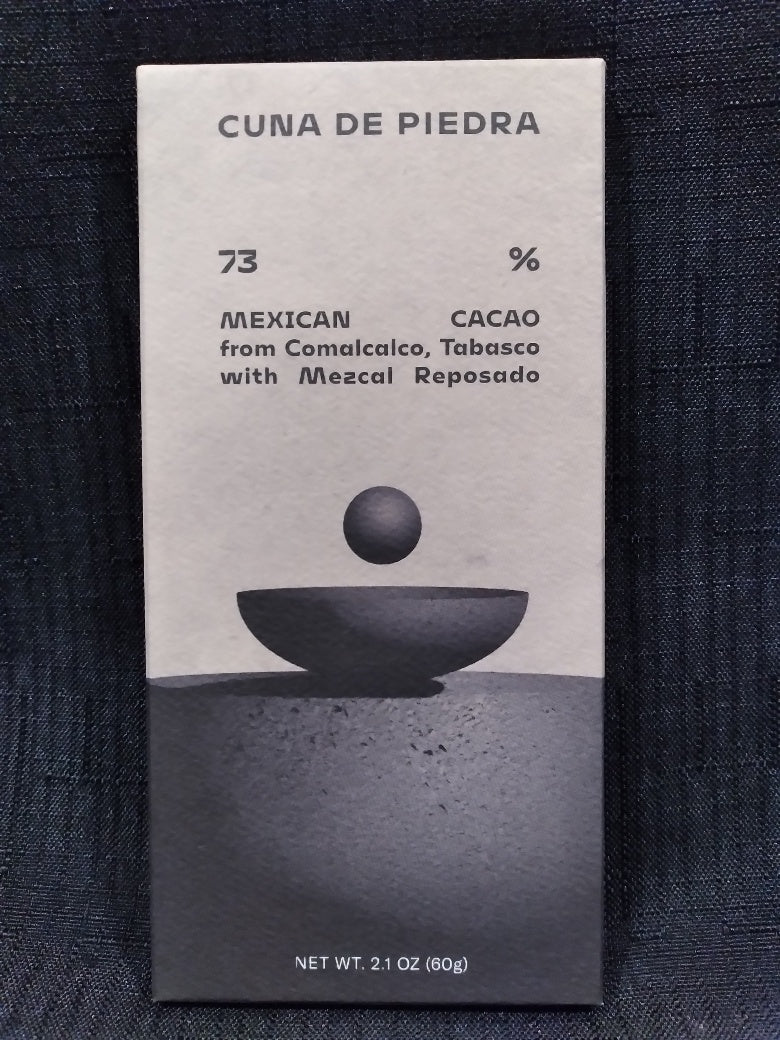 CUNA DE PIEDRA
73 %
MEXICAN CACAO
from Comalcalco, Tabasco
with Mezcal Reposado
NET WT. 2.1 OZ (60g)